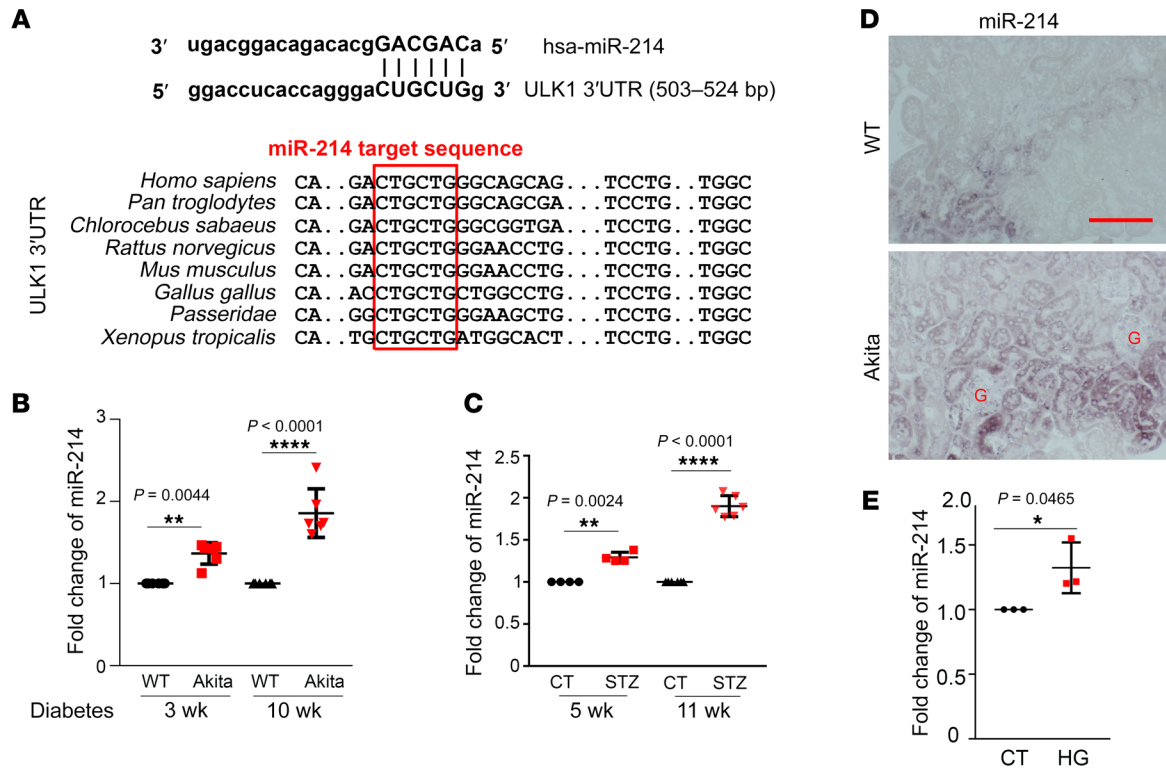 A
3′ ugacggacagacacgGACGACa 5′ hsa-miR-214
5′ ggaccucaccagggaCUGCUGg 3′ ULK1 3′UTR (503–524 bp)
miR-214 target sequence
ULK1 3′UTR
Homo sapiens CA..GACTGCTGGGCAGCAG...TCCTG..TGGC
Pan troglodytes CA..GACTGCTGGGCAGCGA...TCCTG..TGGC
Chlorocebus sabaeus CA..GACTGCTGGGCGGTGA...TCCTG..TGGC
Rattus norvegicus CA..GACTGCTGGGAACCTG...TCCTG..TGGC
Mus musculus CA..GACTGCTGGGAACCTG...TCCTG..TGGC
Gallus gallus CA..ACCTGCTGCTGGCCTG...TCCTG..TGGC
Passeridae CA..GGCTGCTGGGAAGCTG...TCCTG..TGGC
Xenopus tropicalis CA..TGCTGCTGATGGCACT...TCCTG..TGGC
B
Fold change of miR-214
3
2
1
0
P = 0.0044
**
P < 0.0001
****
WT Akita WT Akita
Diabetes 3 wk 10 wk
C
Fold change of miR-214
2.5
2
1.5
1
0.5
0
P = 0.0024
**
P < 0.0001
****
CT STZ CT STZ
5 wk 11 wk
D
miR-214
WT
Akita
G
G
E
Fold change of miR-214
2.0
1.5
1.0
0.5
0
P = 0.0465
*
CT HG